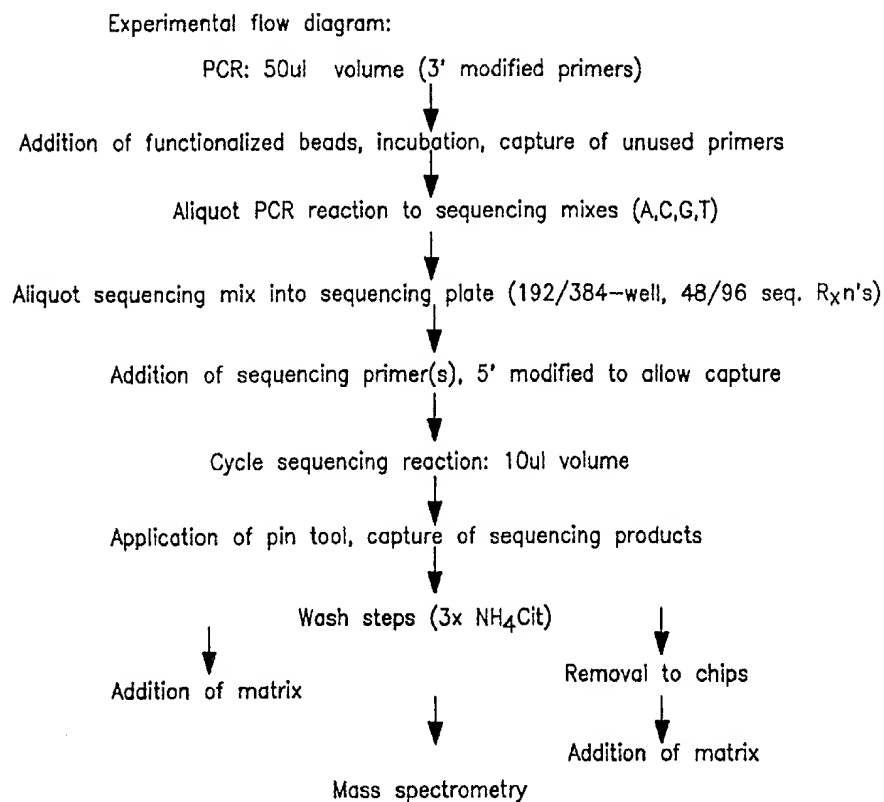 Experimental flow diagram:
PCR: 50ul volume (3' modified primers)
Addition of functionalized beads, incubation, capture of unused primers
Aliquot PCR reaction to sequencing mixes (A,C,G,T)
Aliquot sequencing mix into sequencing plate (192/384-well, 48/96 seq. RXn's)
Addition of sequencing primer(s), 5' modified to allow capture
Cycle sequencing reaction: 10ul volume
Application of pin tool, capture of sequencing products
Wash steps (3x NH4Cit)
Addition of matrix
Removal to chips
Addition of matrix
Mass spectrometry